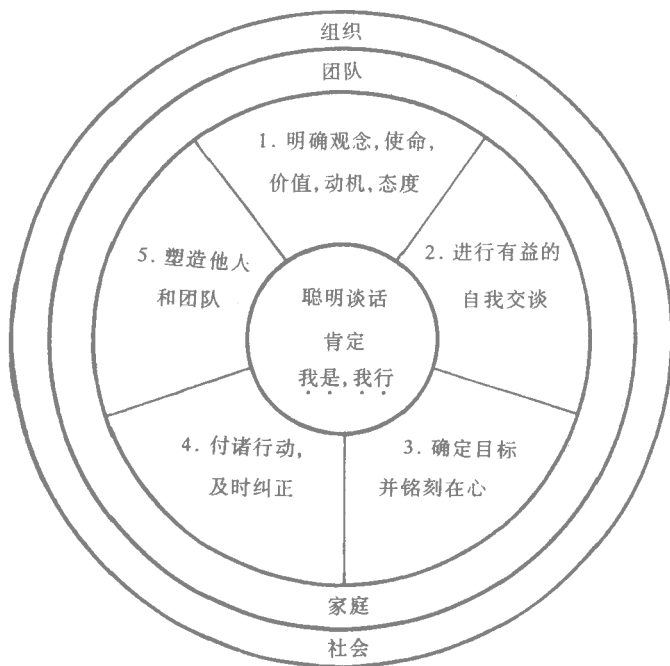 组织
团队
1. 明确观念,使命,
价值,动机,态度
2. 进行有益的
自我交谈
3. 确定目标
并铭刻在心
4. 付诸行动,
及时纠正
5. 塑造他人
和团队
聪明谈话
肯定
我是,我行
家庭
社会